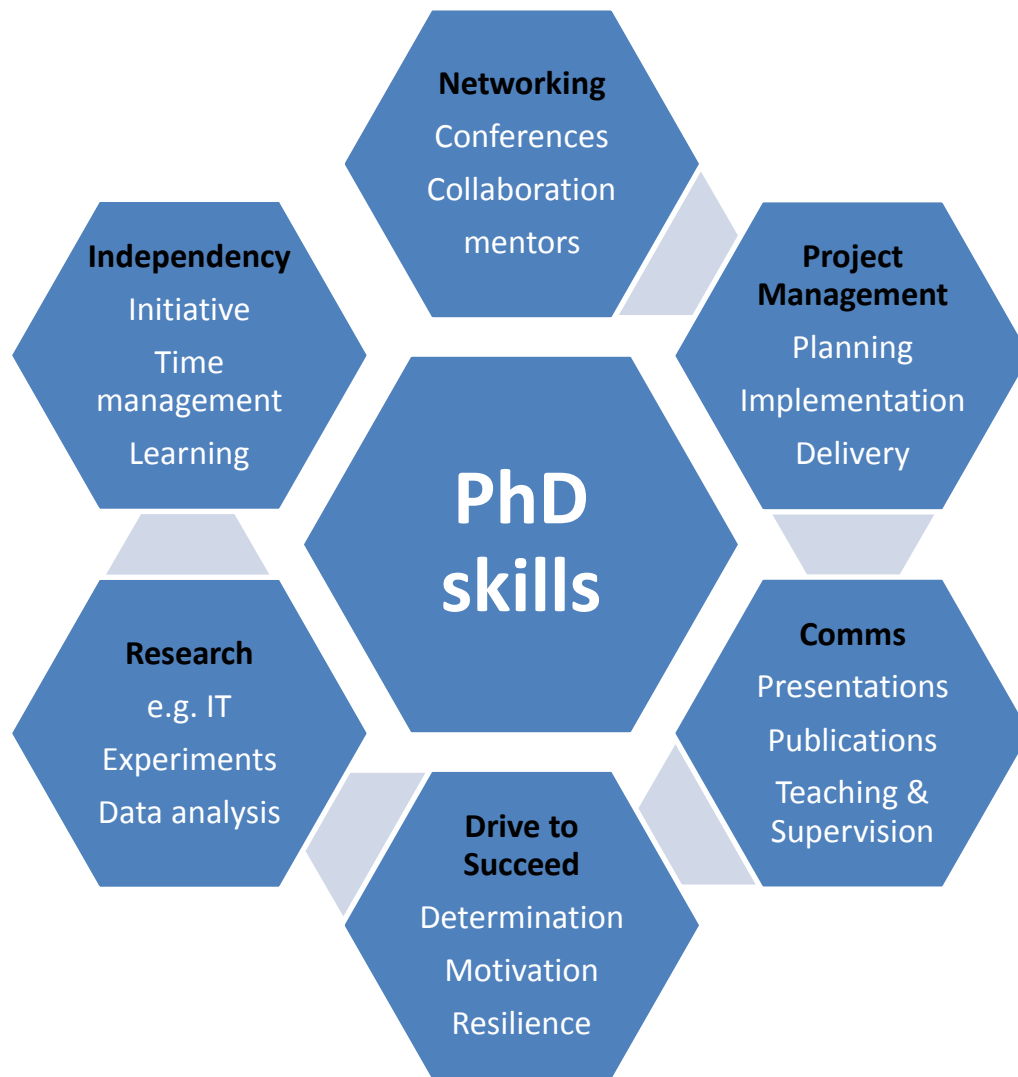 Networking
Conferences
Collaboration
mentors
Project
Management
Planning
Implementation
Delivery
Comms
Presentations
Publications
Teaching &
Supervision
Drive to
Succeed
Determination
Motivation
Resilience
Research
e.g. IT
Experiments
Data analysis
Independency
Initiative
Time
management
Learning
PhD
skills